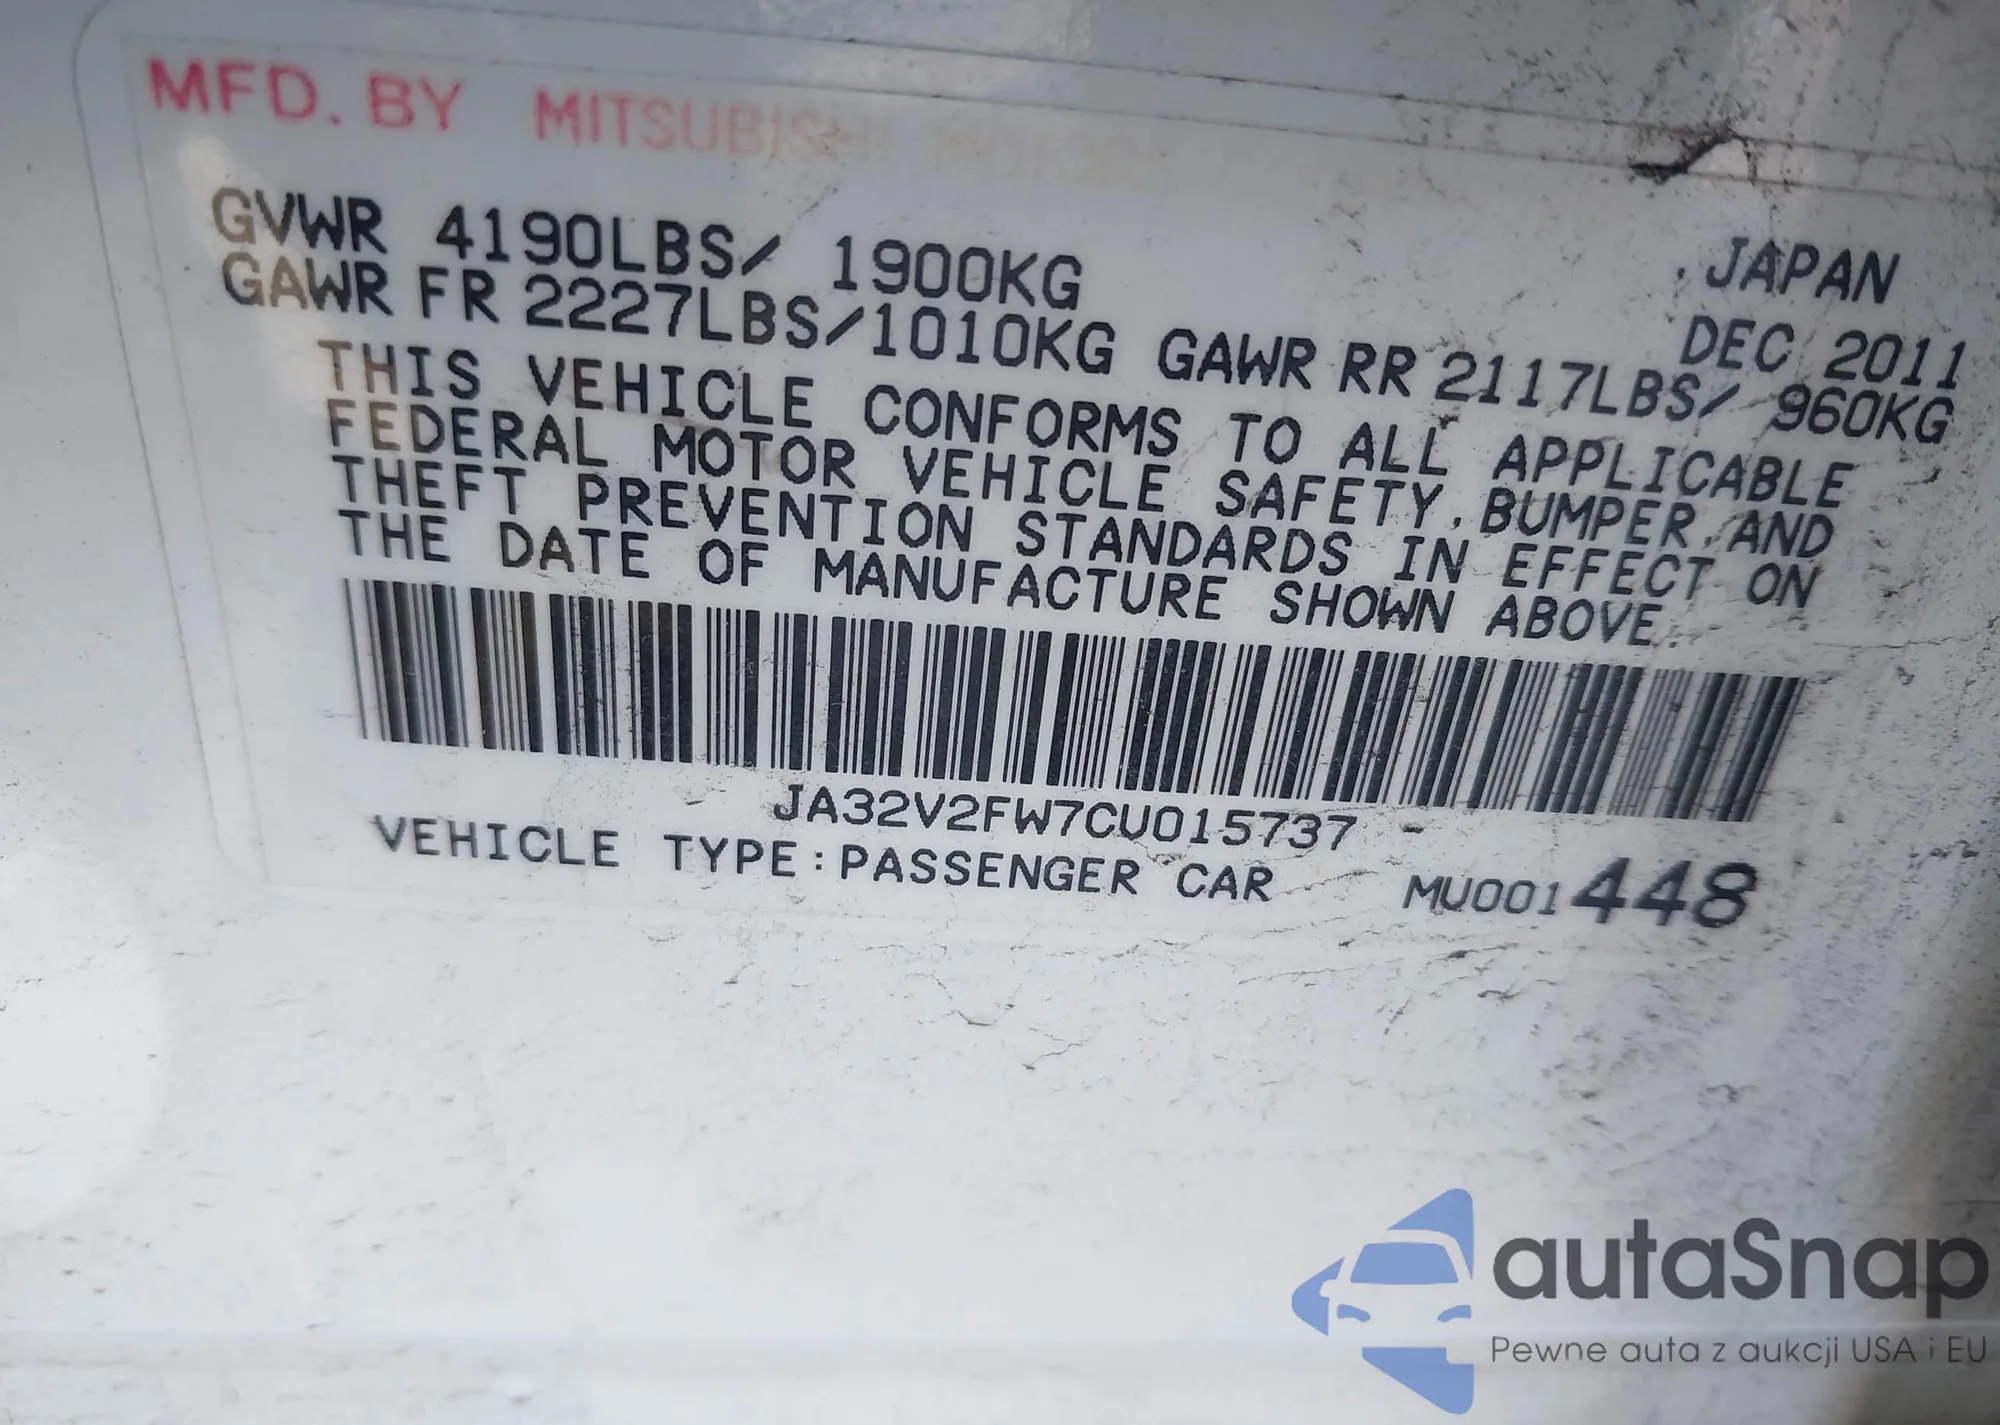 MFD. BY MITSUBISHI MOTORS
. JAPAN
GVWR 4190LBS/ 1900KG DEC 2011
GAWR FR 2227LBS/1010KG GAWR RR 2117LBS/ 960KG
THIS VEHICLE CONFORMS TO ALL APPLICABLE
FEDERAL MOTOR VEHICLE SAFETY, BUMPER, AND
THEFT PREVENTION STANDARDS IN EFFECT ON
THE DATE OF MANUFACTURE SHOWN ABOVE.
JA32V2FW7CU015737
VEHICLE TYPE:PASSENGER CAR MU001448
autaSnap
Pewne auta z aukcji USA i EU